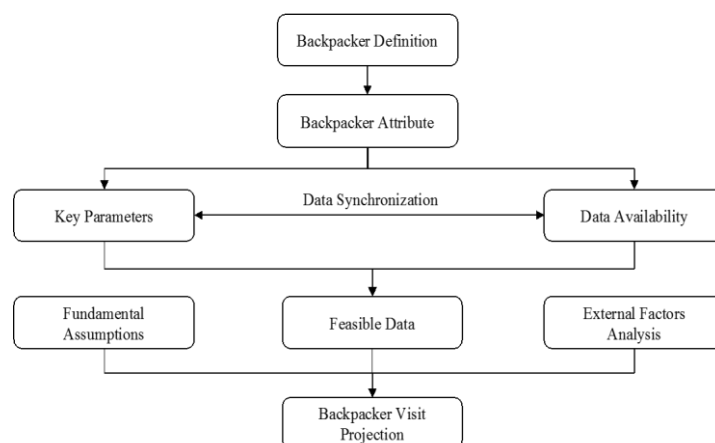 Backpacker Definition
Backpacker Attribute
Key Parameters
Data Synchronization
Data Availability
Fundamental
Assumptions
Feasible Data
External Factors
Analysis
Backpacker Visit
Projection